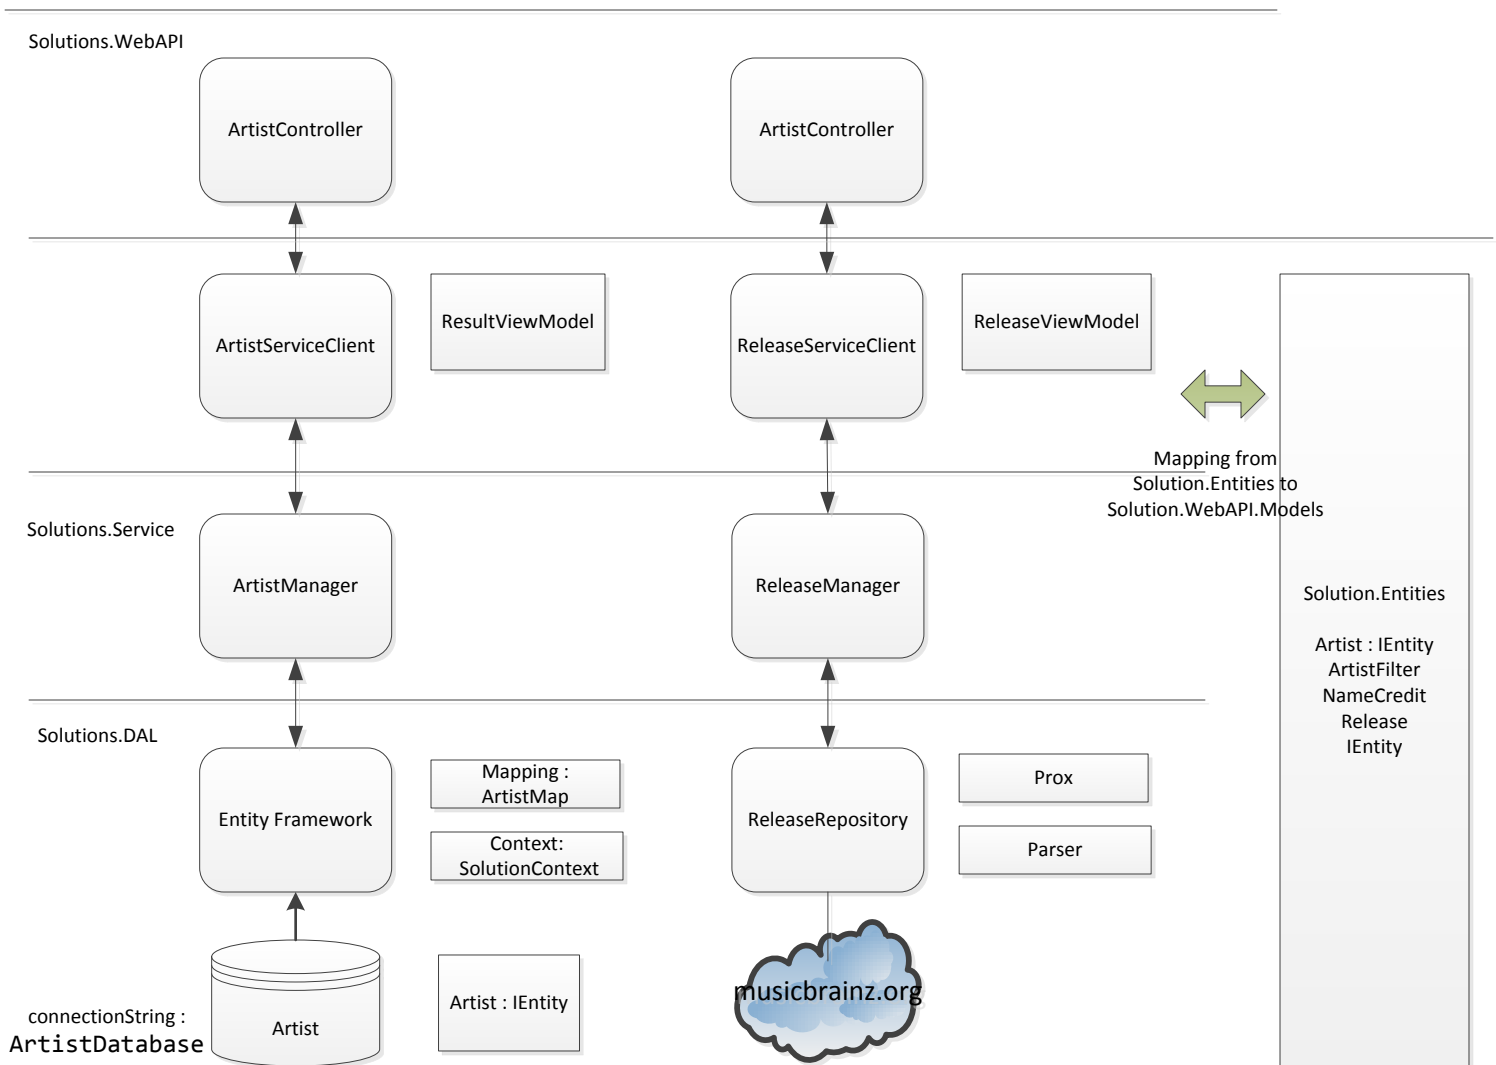 Solutions.WebAPI
ArtistController
ArtistController
ArtistServiceClient
ResultViewModel
ReleaseServiceClient
ReleaseViewModel
Mapping from
Solution.Entities to
Solution.WebAPI.Models
Solutions.Service
ArtistManager
ReleaseManager
Solution.Entities
Artist : IEntity
ArtistFilter
NameCredit
Release
IEntity
Solutions.DAL
Entity Framework
Mapping :
ArtistMap
Context:
SolutionContext
ReleaseRepository
Prox
Parser
connectionString :
ArtistDatabase
Artist
Artist : IEntity
musicbrainz.org